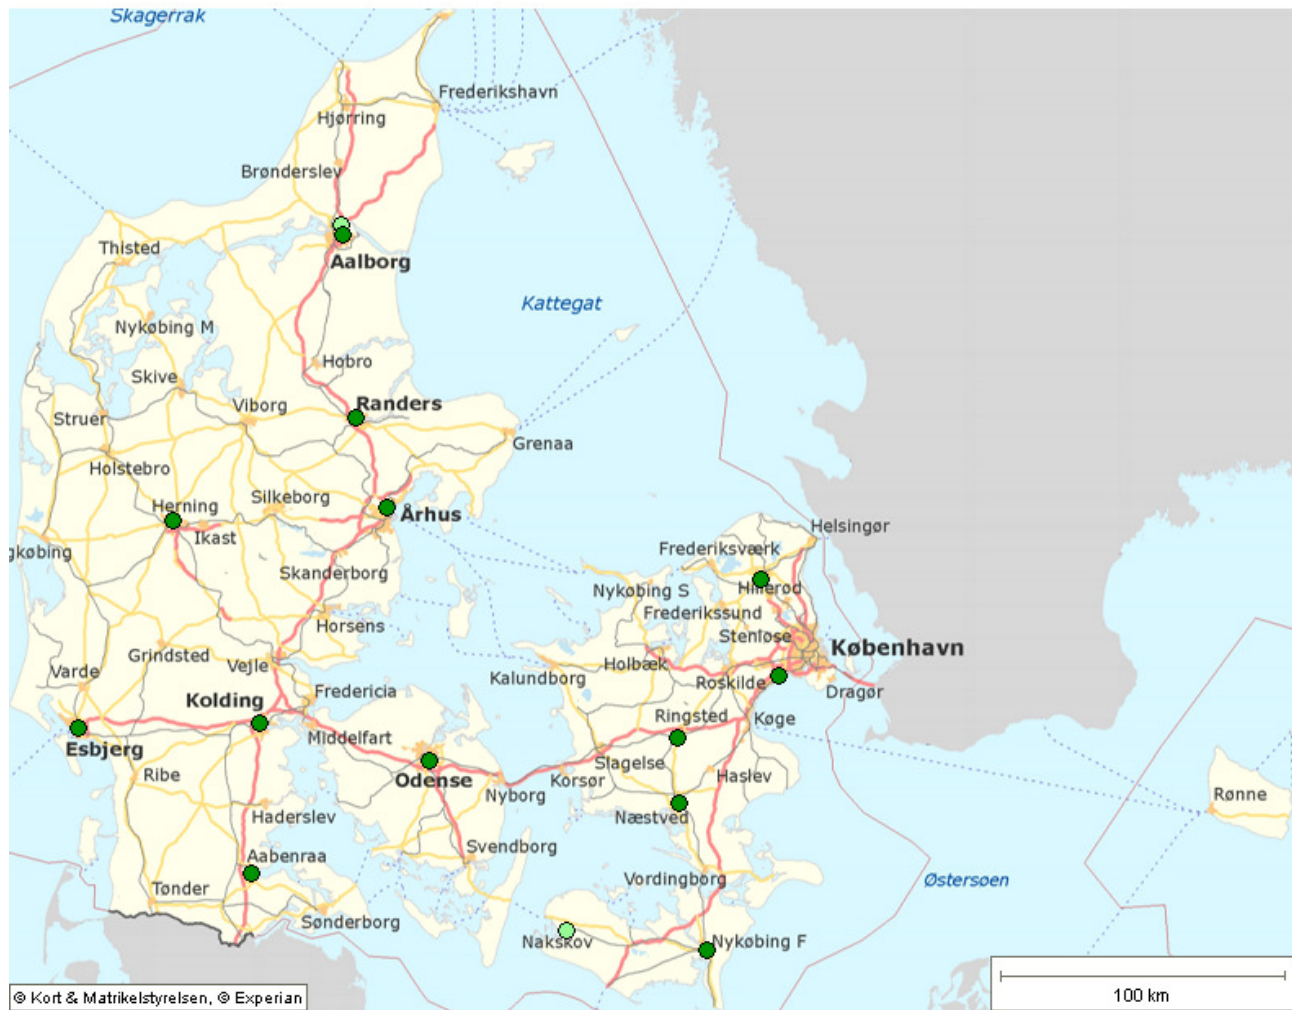 Skagerrak
Frederikshavn
Hjørring
Brønderslev
Aalborg
Thisted
Kattegat
Nykøbing M
Hobro
Skive
Randers
Viborg
Struer
Grenaa
Holstebro
Silkeborg
Herning
Århus
Ikast
Helsingør
gkøbing
Frederiksværk
Skanderborg
Hillerød
Nykøbing S
Frederikssund
Horsens
Stenløse
København
Grindsted
Vejle
Holbæk
Varde
Kalundborg
Roskilde
Dragør
Fredericia
Kolding
Ringsted
Køge
Middelfart
Esbjerg
Slagelse
Ribe
Odense
Korsør
Haslev
Nyborg
Rønne
Haderslev
Næstved
Svendborg
Aabenraa
Vordingborg
Østersøen
Tønder
Sønderborg
Nakskov
Nykøbing F
© Kort & Matrikelstyrelsen, © Experian
100 km